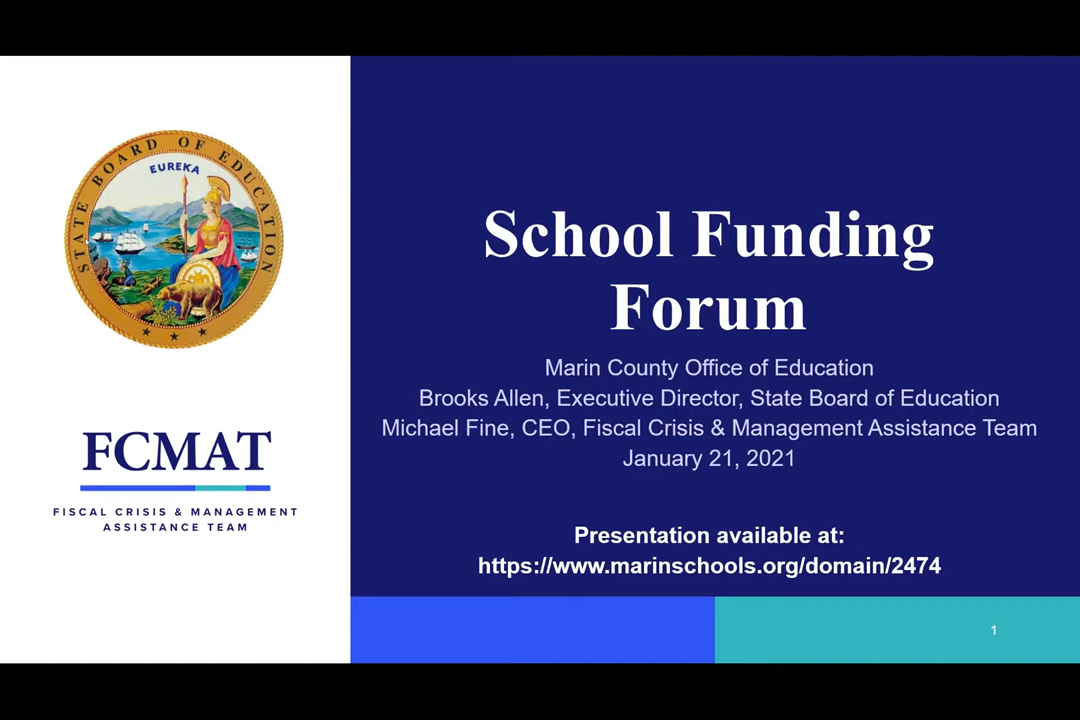 STATE BOARD OF EDUCATION
EUREKA
FCMAT
FISCAL CRISIS & MANAGEMENT
ASSISTANCE TEAM
School Funding
Forum
Marin County Office of Education
Brooks Allen, Executive Director, State Board of Education
Michael Fine, CEO, Fiscal Crisis & Management Assistance Team
January 21, 2021
Presentation available at:
https://www.marinschools.org/domain/2474
1